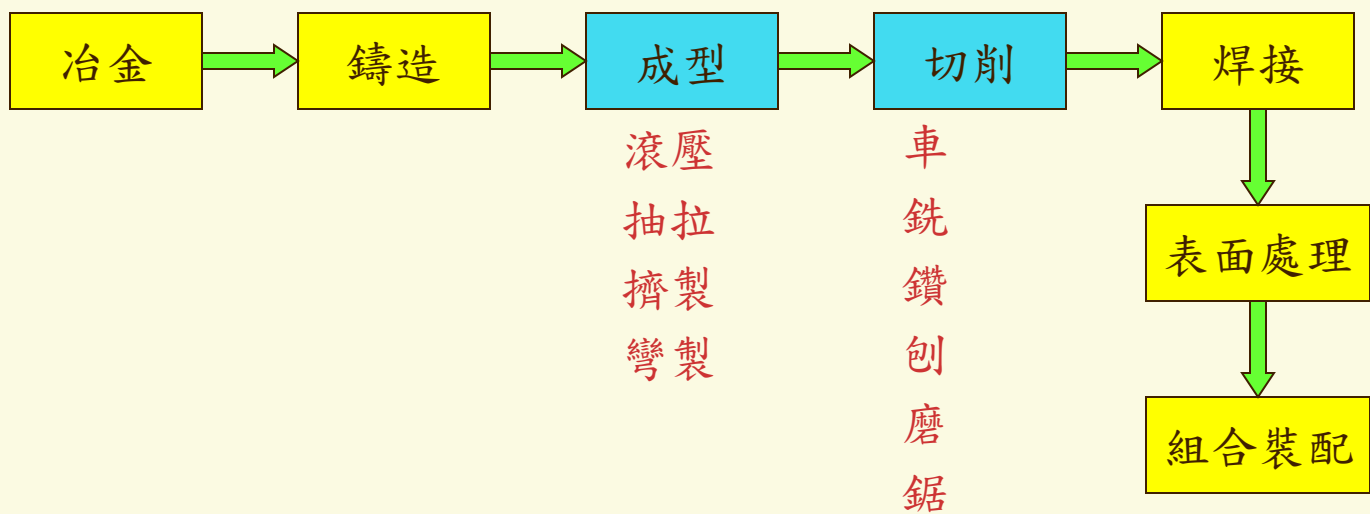 冶金
鑄造
成型
切削
焊接
滾壓
抽拉
擠製
彎製
車
銑
鑽
刨
磨
鋸
表面處理
組合裝配